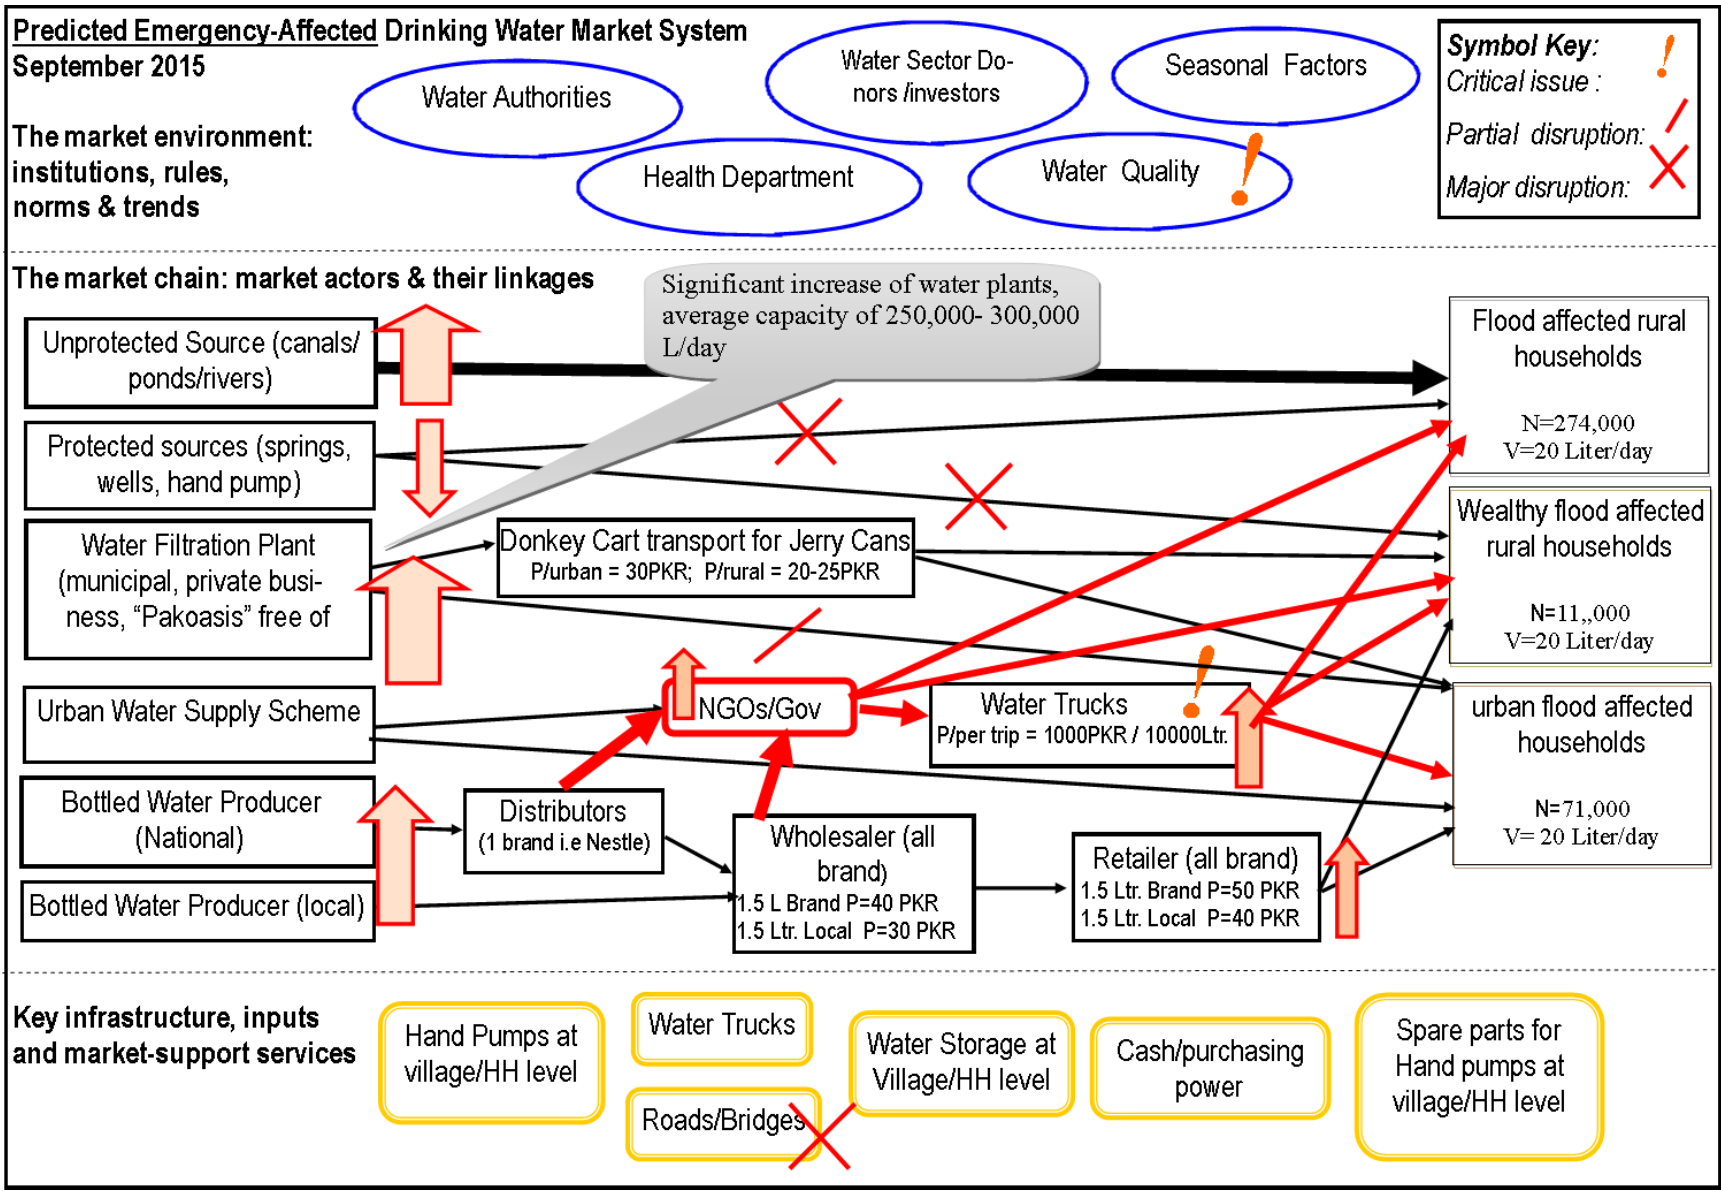 Predicted Emergency-Affected Drinking Water Market System
September 2015
The market environment:
institutions, rules,
norms & trends
Water Authorities
Water Sector Do-
nors /investors
Seasonal Factors
Health Department
Water Quality
Symbol Key:
Critical issue :
Partial disruption:
Major disruption:
The market chain: market actors & their linkages
Significant increase of water plants,
average capacity of 250,000- 300,000
L/day
Unprotected Source (canals/
ponds/rivers)
Protected sources (springs,
wells, hand pump)
Water Filtration Plant
(municipal, private busi-
ness, “Pakoasis” free of
Urban Water Supply Scheme
Bottled Water Producer
(National)
Bottled Water Producer (local)
Donkey Cart transport for Jerry Cans
P/urban = 30PKR; P/rural = 20-25PKR
NGOs/Gov
Water Trucks
P/per trip = 1000PKR / 10000Ltr.
Distributors
(1 brand i.e Nestle)
Wholesaler (all
brand)
1.5 L Brand P=40 PKR
1.5 Ltr. Local P=30 PKR
Retailer (all brand)
1.5 Ltr. Brand P=50 PKR
1.5 Ltr. Local P=40 PKR
Flood affected rural
households
N=274,000
V=20 Liter/day
Wealthy flood affected
rural households
N=11,,000
V=20 Liter/day
urban flood affected
households
N=71,000
V= 20 Liter/day
Key infrastructure, inputs
and market-support services
Hand Pumps at
village/HH level
Water Trucks
Roads/Bridges
Water Storage at
Village/HH level
Cash/purchasing
power
Spare parts for
Hand pumps at
village/HH level